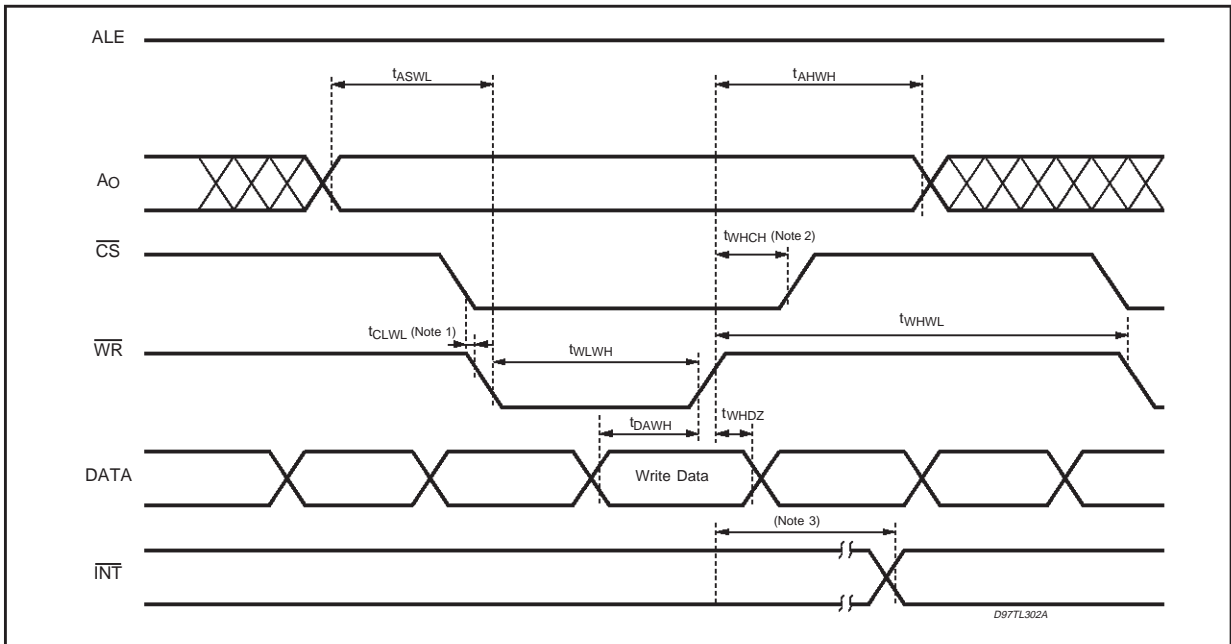 ALE
tASWL
tAHWH
AO
tWHCH (Note 2)
CS
tCLWL (Note 1)
tWHWL
WR
tWLWH
tDAWH
tWHDZ
DATA
Write Data
(Note 3)
INT
D97TL302A